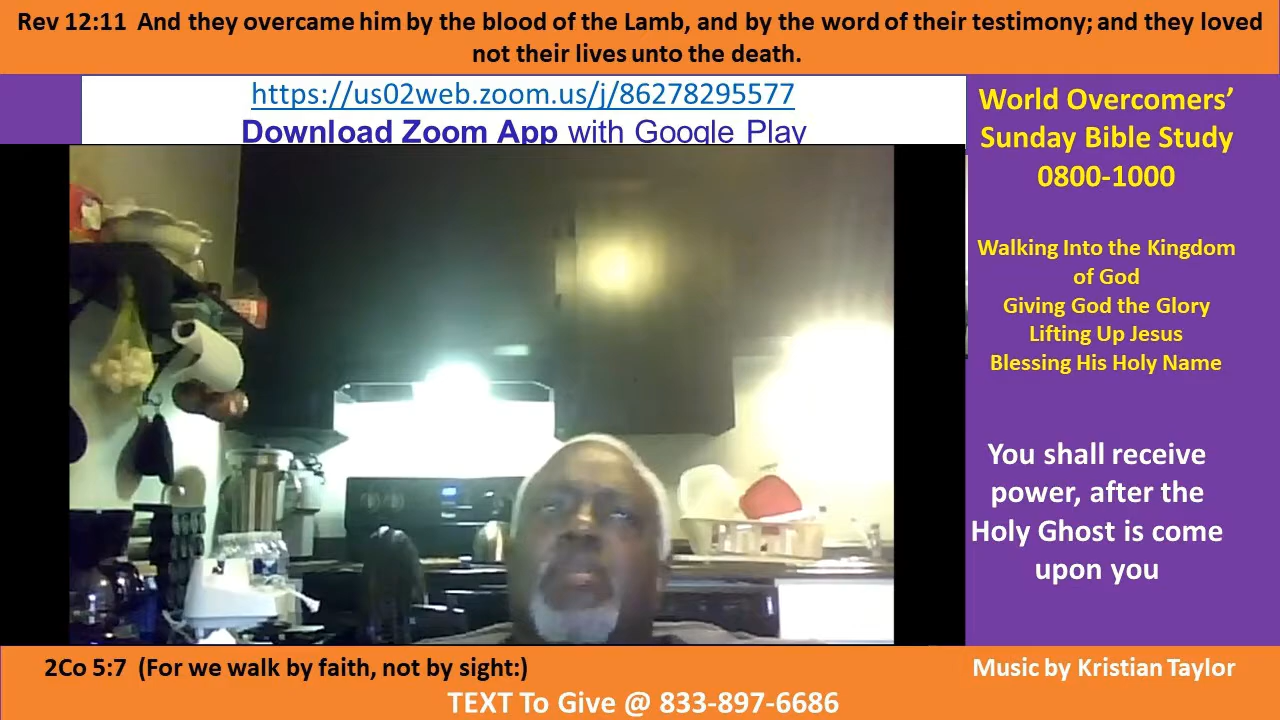 Rev 12:11  And they overcame him by the blood of the Lamb, and by the word of their testimony; and they loved
not their lives unto the death.
https://us02web.zoom.us/j/86278295577
Download Zoom App with Google Play
World Overcomers’
Sunday Bible Study
0800-1000
Walking Into the Kingdom
of God
Giving God the Glory
Lifting Up Jesus
Blessing His Holy Name
You shall receive
power, after the
Holy Ghost is come
upon you
2Co 5:7  (For we walk by faith, not by sight:)
Music by Kristian Taylor
TEXT To Give @ 833-897-6686